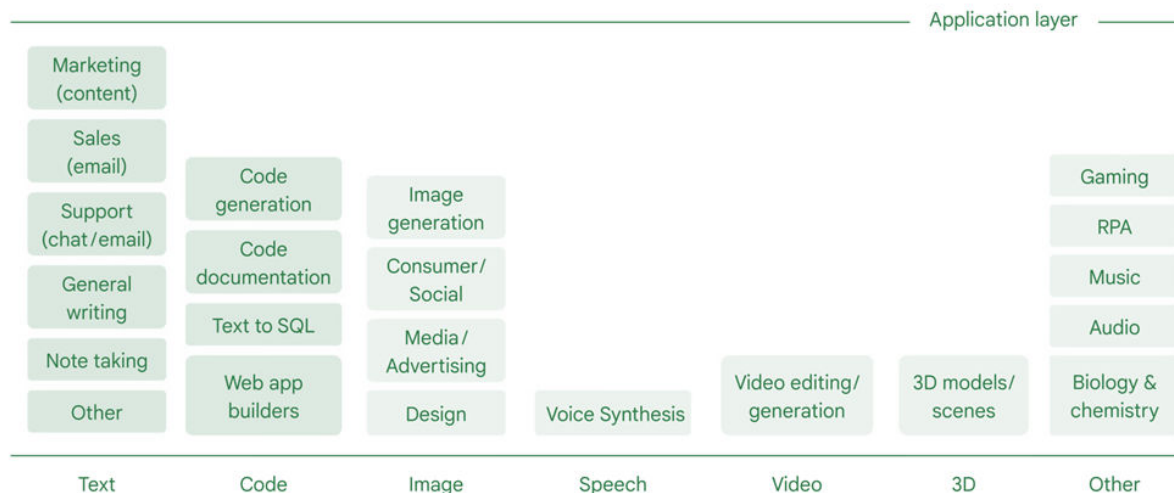 Application layer
Marketing
(content)
Sales
(email)
Support
(chat/email)
General
writing
Note taking
Other
Code
generation
Code
documentation
Text to SQL
Web app
builders
Image
generation
Consumer/
Social
Media/
Advertising
Design
Voice Synthesis
Video editing/
generation
3D models/
scenes
Gaming
RPA
Music
Audio
Biology &
chemistry
Text
Code
Image
Speech
Video
3D
Other